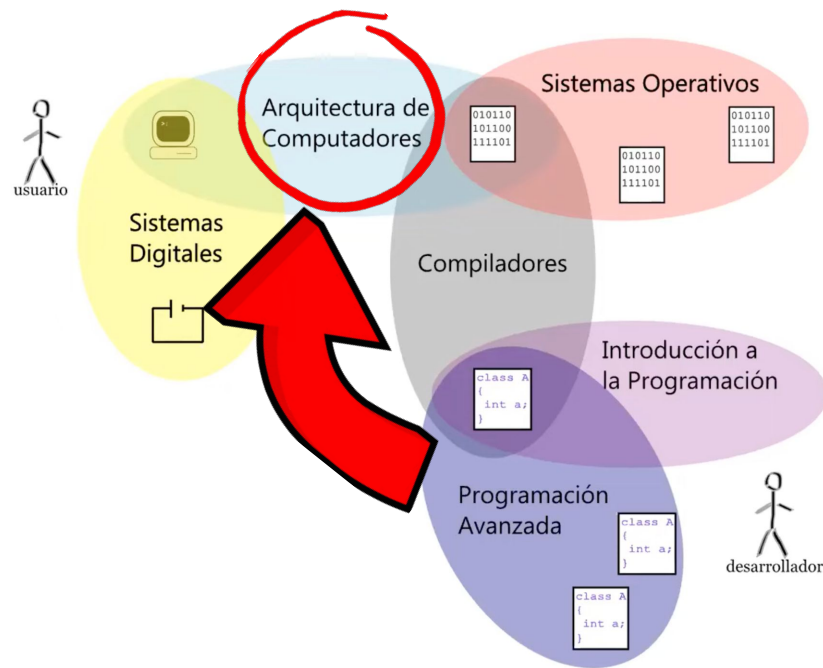 Sistemas Operativos
Arquitectura de
Computadores
010110
101100
111101
010110
101100
111101
010110
101100
111101
usuario
Sistemas
Digitales
Compiladores
Introducción a
la Programación
class A
{
int a;
}
Programación
Avanzada
class A
{
int a;
}
desarrollador
class A
{
int a;
}